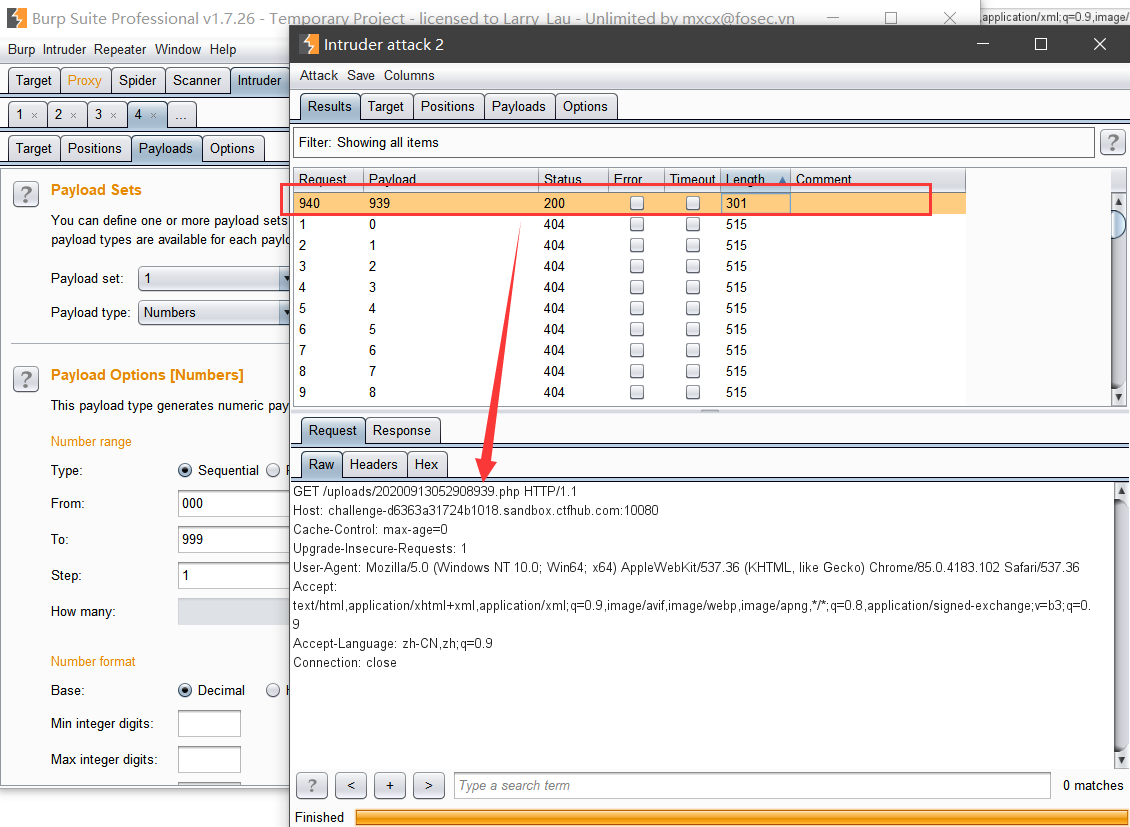 Burp Suite Professional v1.7.26 - Temporary Project - licensed to Larry_Lau - Unlimited by mxcx@fosec.vn
,application/xml;q=0.9,image/
Burp Intruder Repeater Window Help
Target Proxy Spider Scanner Intruder
1 × 2 × 3 × 4 × ...
Target Positions Payloads Options
? Payload Sets
You can define one or more payload sets
payload types are available for each paylo
Payload set: 1
Payload type: Numbers
? Payload Options [Numbers]
This payload type generates numeric pay
Number range
Type: Sequential
From: 000
To: 999
Step: 1
How many:
Number format
Base: Decimal
Min integer digits:
Max integer digits:
Intruder attack 2
Attack Save Columns
Results Target Positions Payloads Options
Filter: Showing all items ?
Request Payload Status Error Timeout Length Comment
940 939 200 301
1 0 404 515
2 1 404 515
3 2 404 515
4 3 404 515
5 4 404 515
6 5 404 515
7 6 404 515
8 7 404 515
9 8 404 515
Request Response
Raw Headers Hex
GET /uploads/20200913052908939.php HTTP/1.1
Host: challenge-d6363a31724b1018.sandbox.ctfhub.com:10080
Cache-Control: max-age=0
Upgrade-Insecure-Requests: 1
User-Agent: Mozilla/5.0 (Windows NT 10.0; Win64; x64) AppleWebKit/537.36 (KHTML, like Gecko) Chrome/85.0.4183.102 Safari/537.36
Accept:
text/html,application/xhtml+xml,application/xml;q=0.9,image/avif,image/webp,image/apng,*/*;q=0.8,application/signed-exchange;v=b3;q=0.
9
Accept-Language: zh-CN,zh;q=0.9
Connection: close
? < + > Type a search term 0 matches
Finished